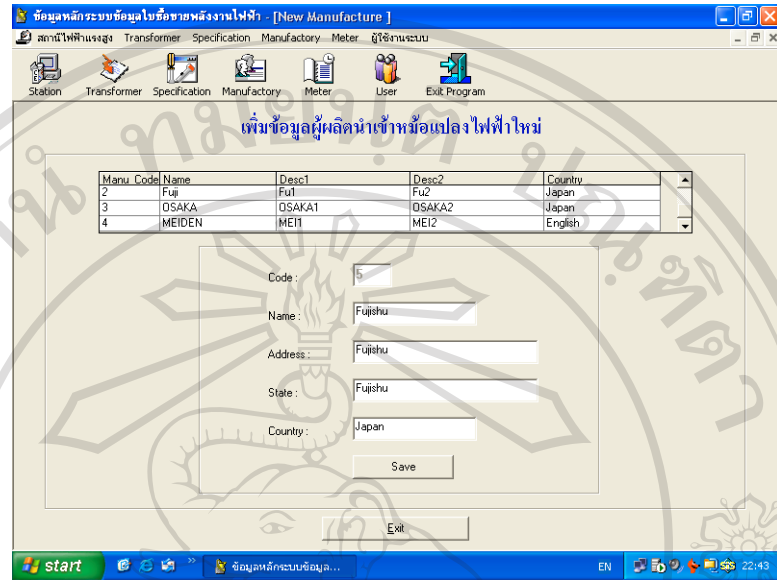 ข้อมูลหลักระบบข้อมูลใบซื้อขายพลังงานไฟฟ้า - [New Manufacture ]
สถานีไฟฟ้าแรงสูง Transformer Specification Manufactory Meter ผู้ใช้งานระบบ
Station Transformer Specification Manufactory Meter User Exit Program
เพิ่มข้อมูลผู้ผลิตนำเข้าหม้อแปลงไฟฟ้าใหม่
Manu_Code Name Desc1 Desc2 Country
2 Fuji Fu1 Fu2 Japan
3 OSAKA OSAKA1 OSAKA2 Japan
4 MEIDEN MEI1 MEI2 English
Code : 5
Name : Fujishu
Address : Fujishu
State : Fujishu
Country : Japan
Save
Exit
start ข้อมูลหลักระบบข้อมูล... EN 22:43